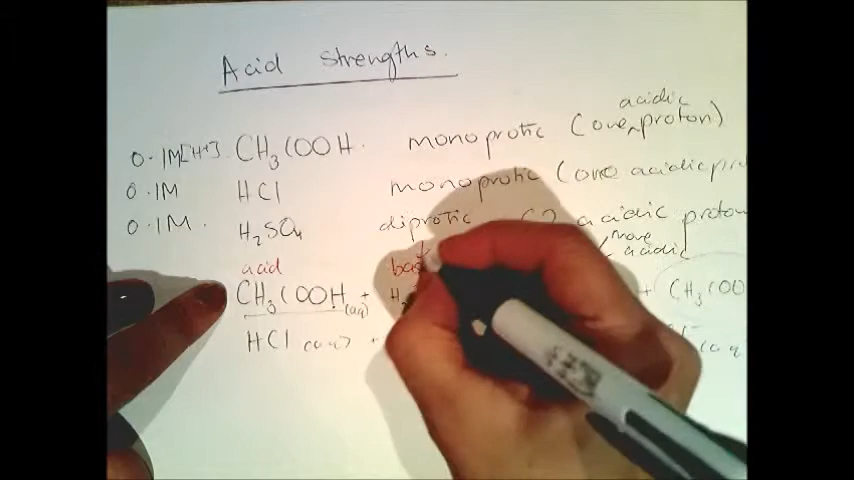 Acid strengths.
acidic
0.1M[H+] CH3COOH. monoprotic (one ^ proton)
0.1M HCl monoprotic (one acidic
0.1M. H2SO4 diprotic (2 acidic proton
more
acid acidic
CH3COOH(aq) + H + CH3COO
HCl (aq)